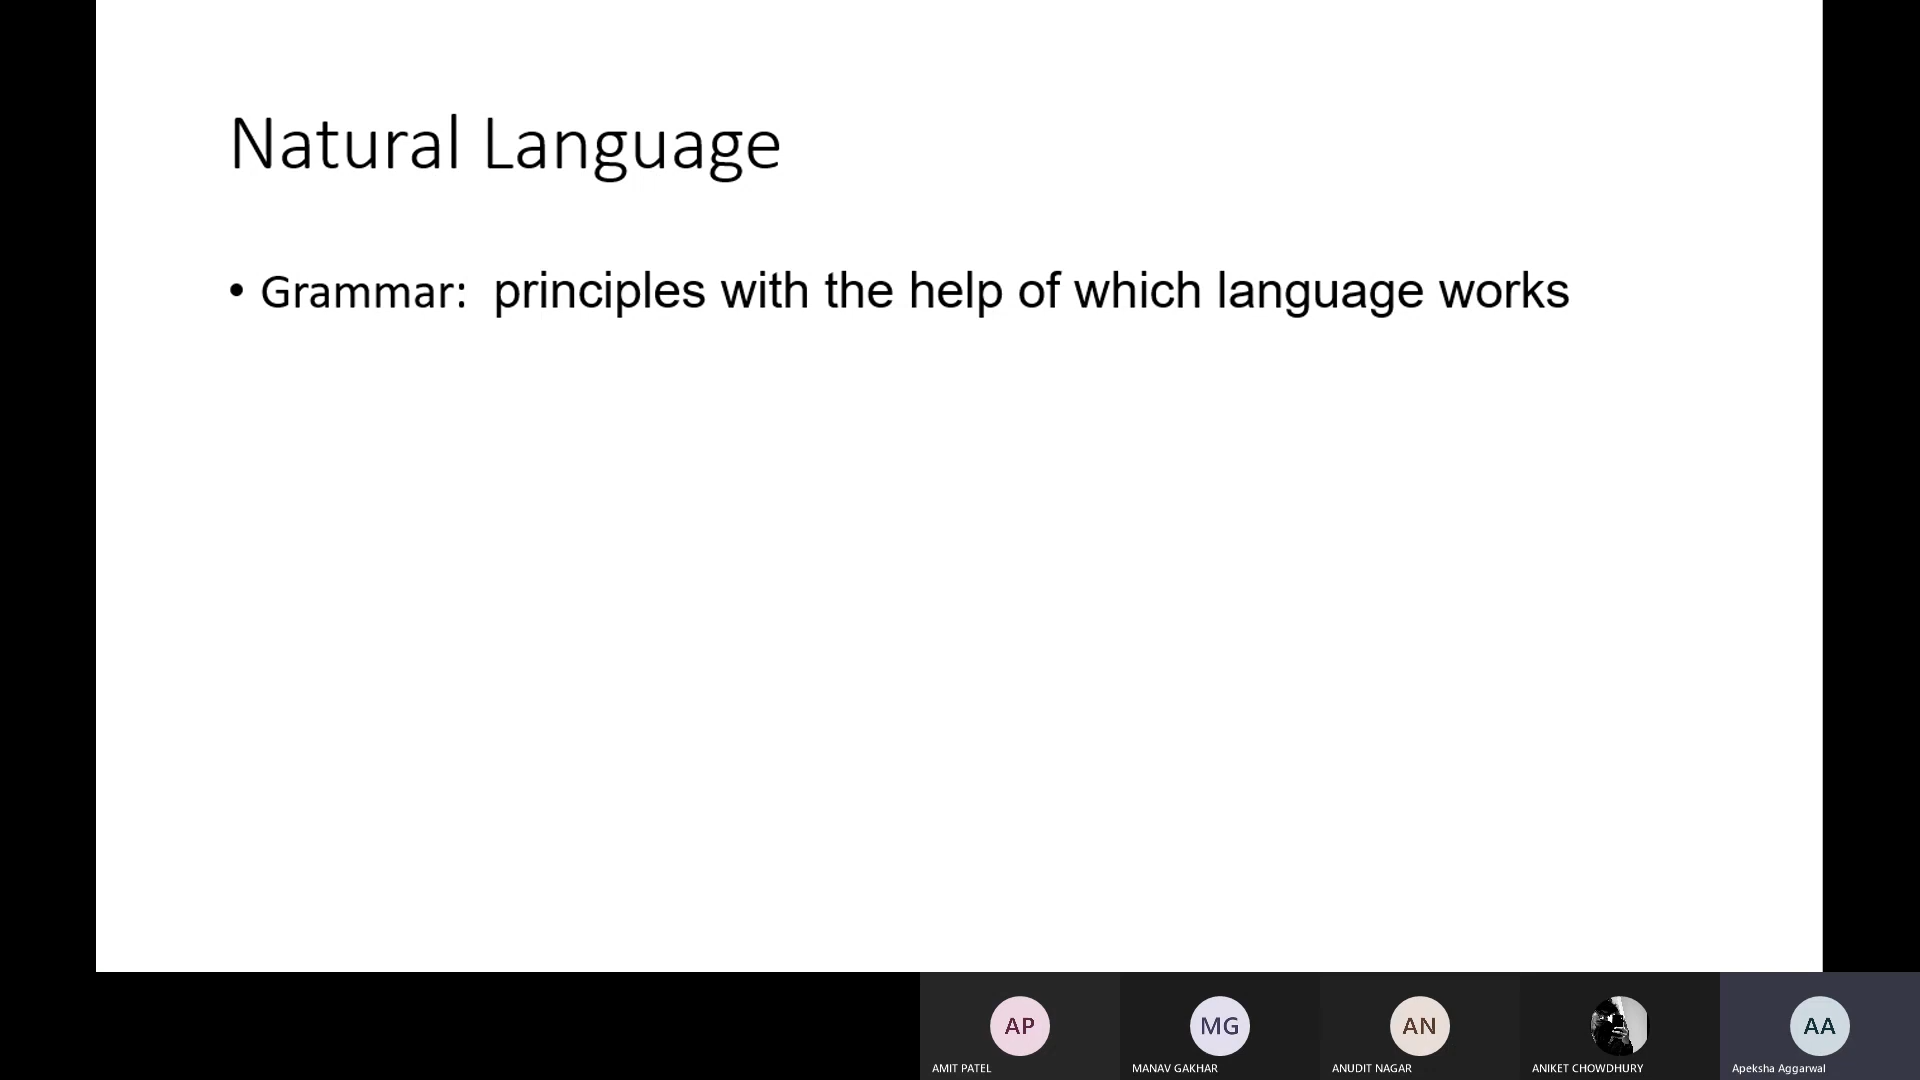 Natural Language
• Grammar: principles with the help of which language works
AP
MG
AN
AA
AMIT PATEL
MANAV GAKHAR
ANUDIT NAGAR
ANIKET CHOWDHURY
Apeksha Aggarwal